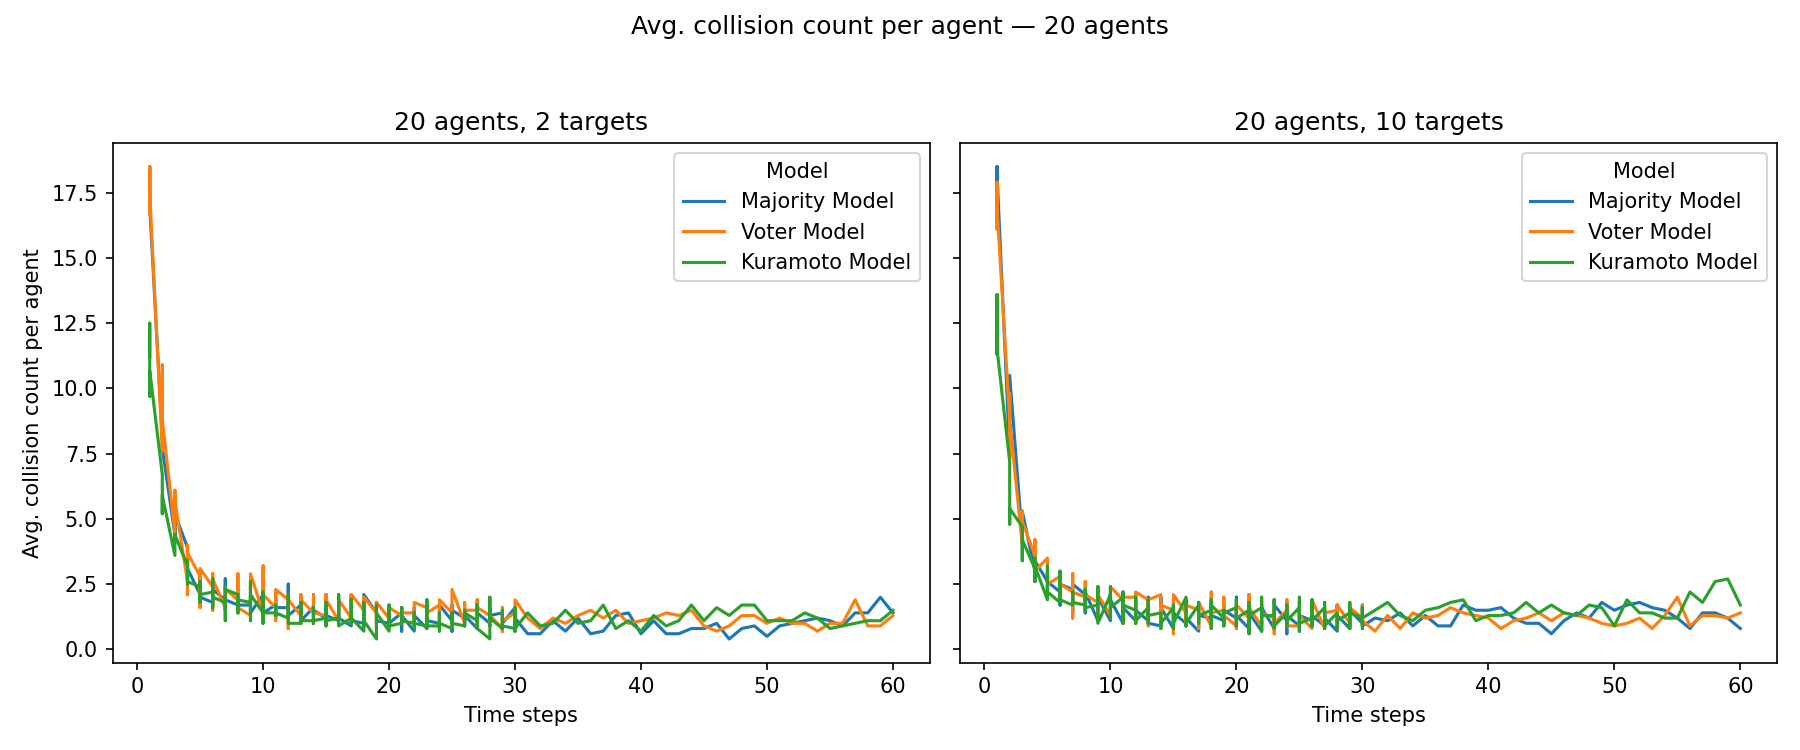 Avg. collision count per agent — 20 agents
20 agents, 2 targets
Avg. collision count per agent
17.5
15.0
12.5
10.0
7.5
5.0
2.5
0.0
Model
Majority Model
Voter Model
Kuramoto Model
0 10 20 30 40 50 60
Time steps
20 agents, 10 targets
Model
Majority Model
Voter Model
Kuramoto Model
0 10 20 30 40 50 60
Time steps